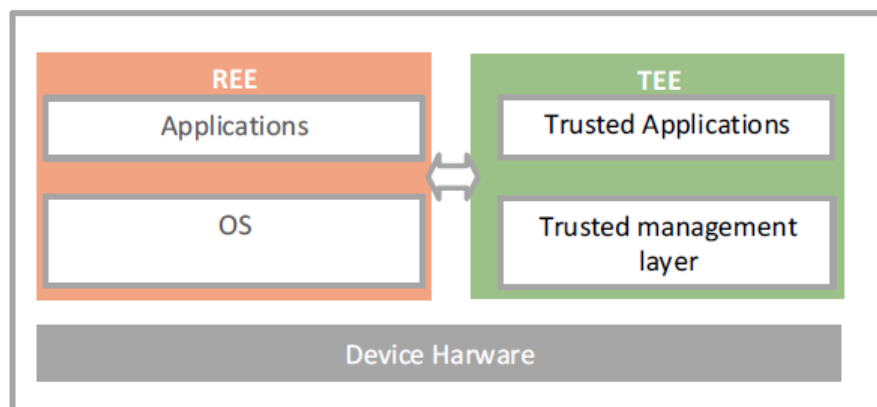 REE
Applications
OS
TEE
Trusted Applications
Trusted management
layer
Device Harware